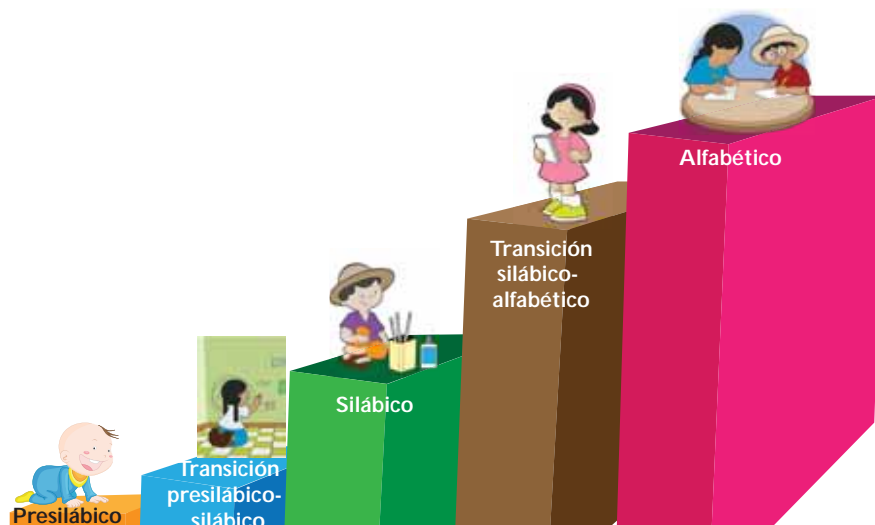 Presilábico
Transición
presilábico-
silábico
Silábico
Transición
silábico-
alfabético
Alfabético